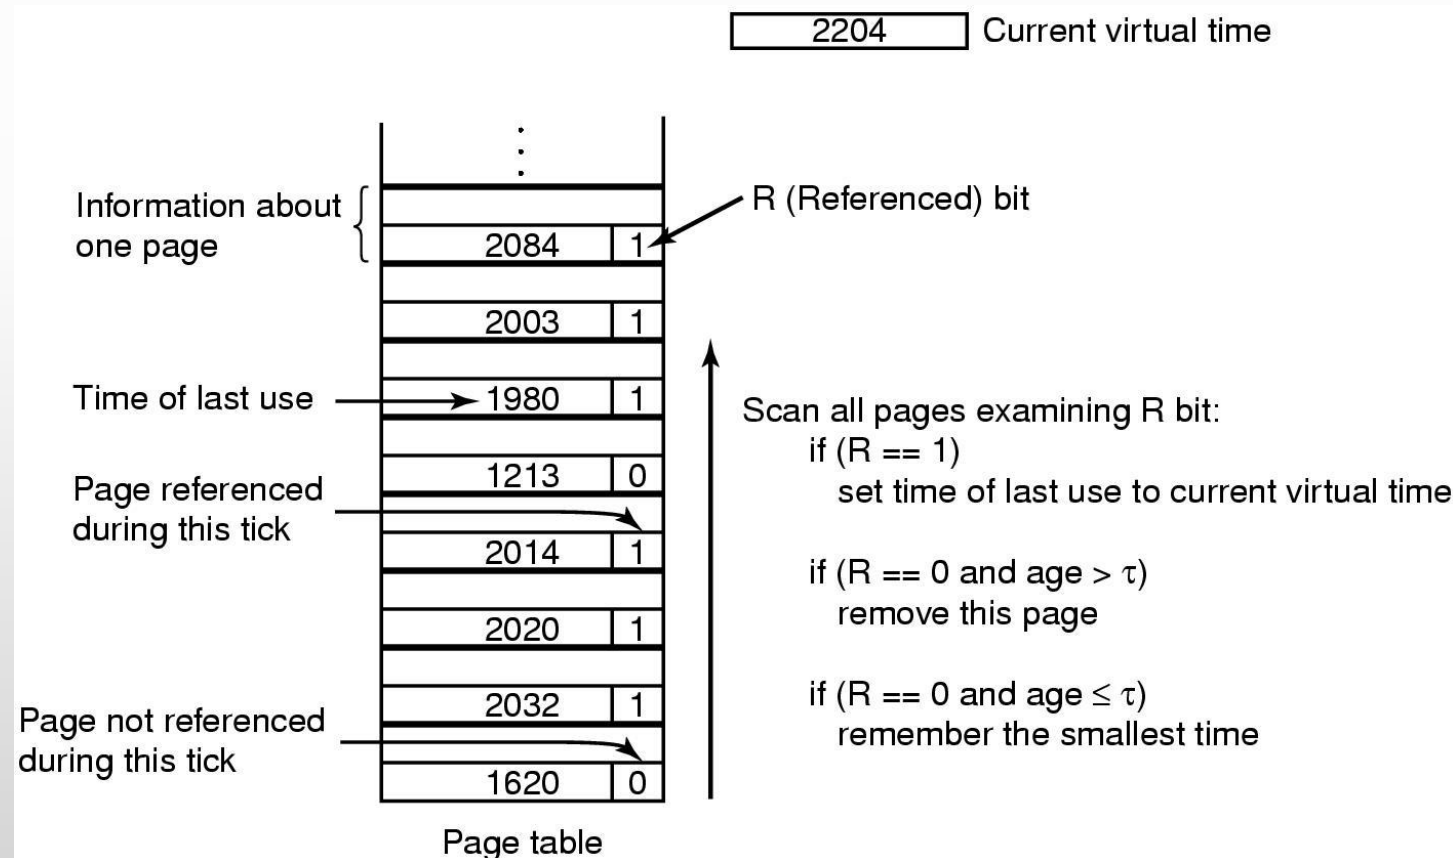 2204 Current virtual time
Information about
one page
R (Referenced) bit
2084 1
2003 1
Time of last use
1980 1
1213 0
Page referenced
during this tick
2014 1
2020 1
2032 1
Page not referenced
during this tick
1620 0
Page table
Scan all pages examining R bit:
if (R == 1)
set time of last use to current virtual time
if (R == 0 and age > τ)
remove this page
if (R == 0 and age ≤ τ)
remember the smallest time